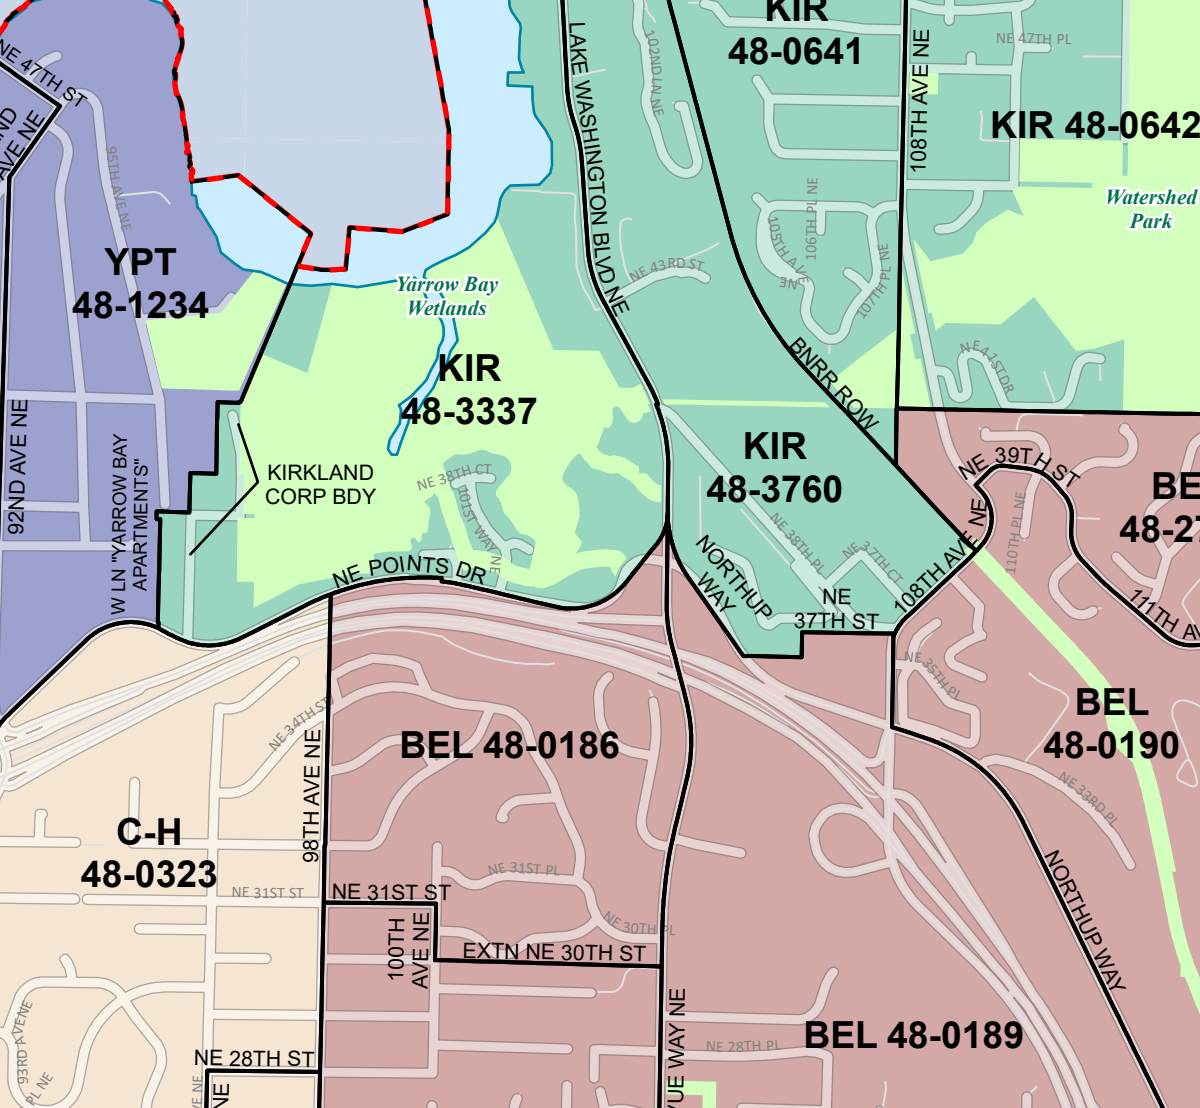 KIR
48-0641
NE 47TH PL
NE 47TH ST
LAKE WASHINGTON BLVD NE
102ND LN NE
108TH AVE NE
KIR 48-0642
AVE NE
95TH AVE NE
Watershed
Park
106TH PL NE
105TH AVE
NE
107TH PL NE
NE 43RD ST
YPT
48-1234
Yarrow Bay
Wetlands
KIR
48-3337
BNRR ROW
NE 41ST DR
92ND AVE NE
W LN "YARROW BAY
APARTMENTS"
KIRKLAND
CORP BDY
NE 38TH CT
101ST WAY NE
KIR
48-3760
NE 39TH ST
110TH PL NE
NE 38TH PL
NE 37TH CT
108TH AVE NE
NE POINTS DR
NORTHUP
WAY
NE
37TH ST
NE 35TH PL
BEL
48-0190
NE 34TH ST
98TH AVE NE
BEL 48-0186
NE 33RD PL
C-H
48-0323
NE 31ST ST
NE 31ST ST
NE 31ST PL
NE 30TH PL
100TH
AVE NE
EXTN NE 30TH ST
NORTHUP WAY
93RD AVE NE
PL NE
NE 28TH ST
NE 28TH PL
BEL 48-0189
WAY NE